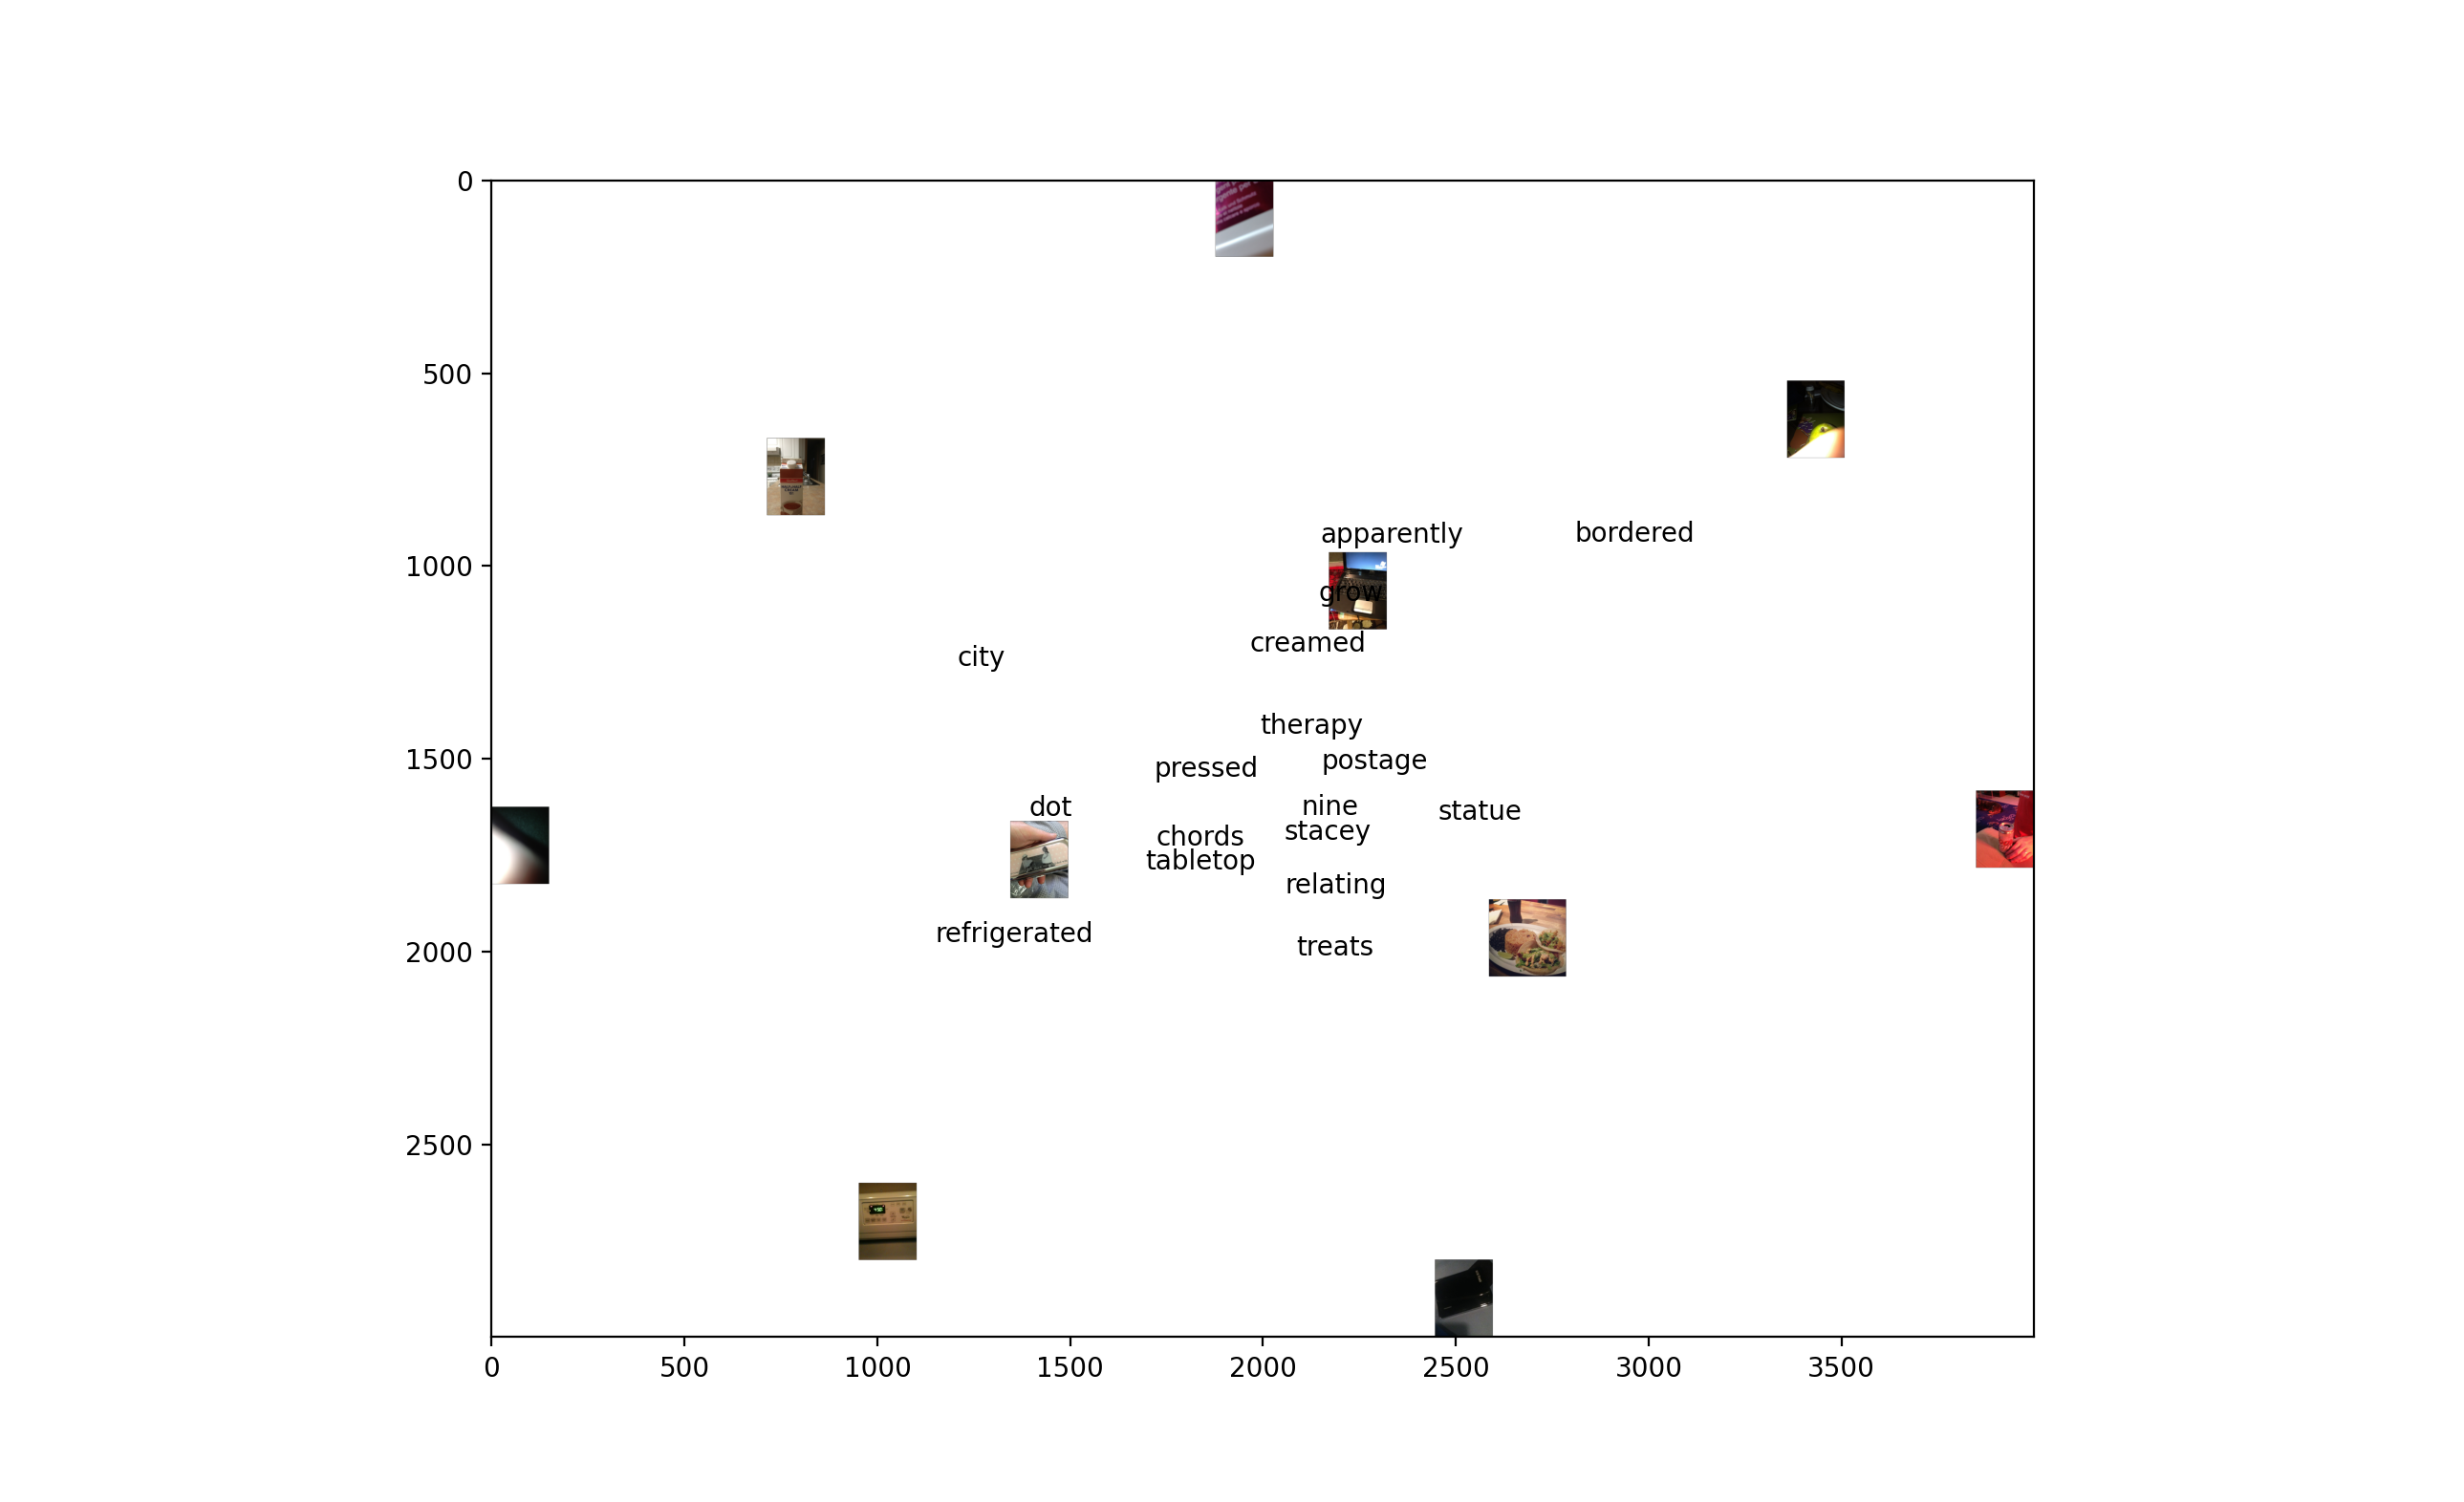 0
500
apparently bordered
1000
grow
creamed
city
therapy
1500
pressed postage
dot nine statue
chords stacey
tabletop
relating
refrigerated treats
2000
2500
0 500 1000 1500 2000 2500 3000 3500